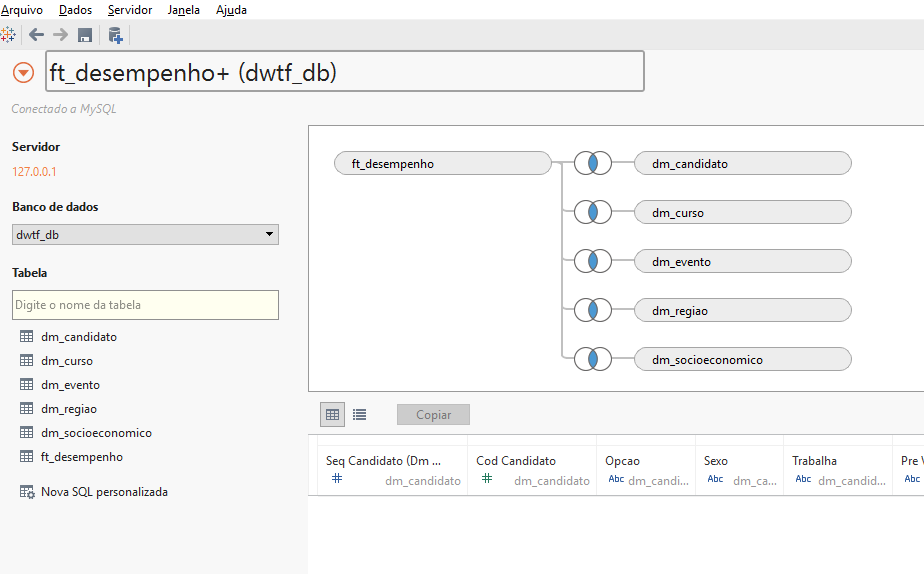 Arquivo Dados Servidor Janela Ajuda
ft_desempenho+ (dwtf_db)
Conectado a MySQL
Servidor
127.0.0.1
Banco de dados
dwtf_db
Tabela
Digite o nome da tabela
dm_candidato
dm_curso
dm_evento
dm_regiao
dm_socioeconomico
ft_desempenho
Nova SQL personalizada
ft_desempenho
dm_candidato
dm_curso
dm_evento
dm_regiao
dm_socioeconomico
Copiar
Seq Candidato (Dm ... Cod Candidato Opcao Sexo Trabalha Pre
# dm_candidato # dm_candidato Abc dm_candi... Abc dm_ca... Abc dm_candid... Abc